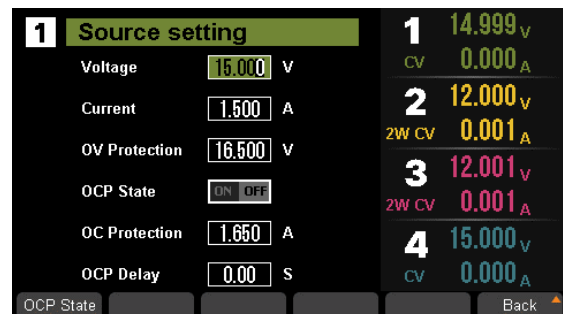 1 Source setting
Voltage 15.000 V
Current 1.500 A
OV Protection 16.500 V
OCP State ON OFF
OC Protection 1.650 A
OCP Delay 0.00 S
1 14.999 V
CV 0.000 A
2 12.000 V
2W CV 0.001 A
3 12.001 V
2W CV 0.001 A
4 15.000 V
CV 0.000 A
OCP State Back